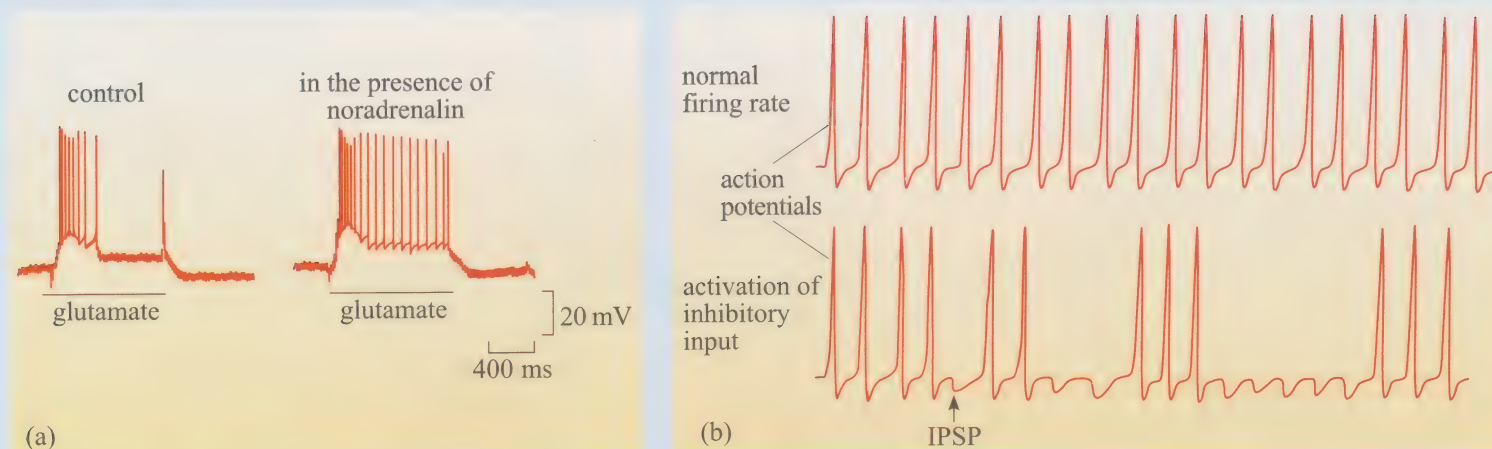 control
in the presence of
noradrenalin
glutamate
glutamate
20 mV
400 ms
(a)
normal
firing rate
action
potentials
activation of
inhibitory
input
IPSP
(b)